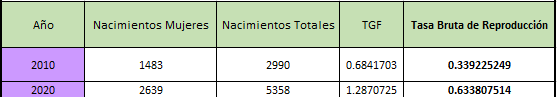 Año Nacimientos Mujeres Nacimientos Totales TGF Tasa Bruta de Reproducción
2010 1483 2990 0.6841703 0.339225249
2020 2639 5358 1.2870725 0.633807514